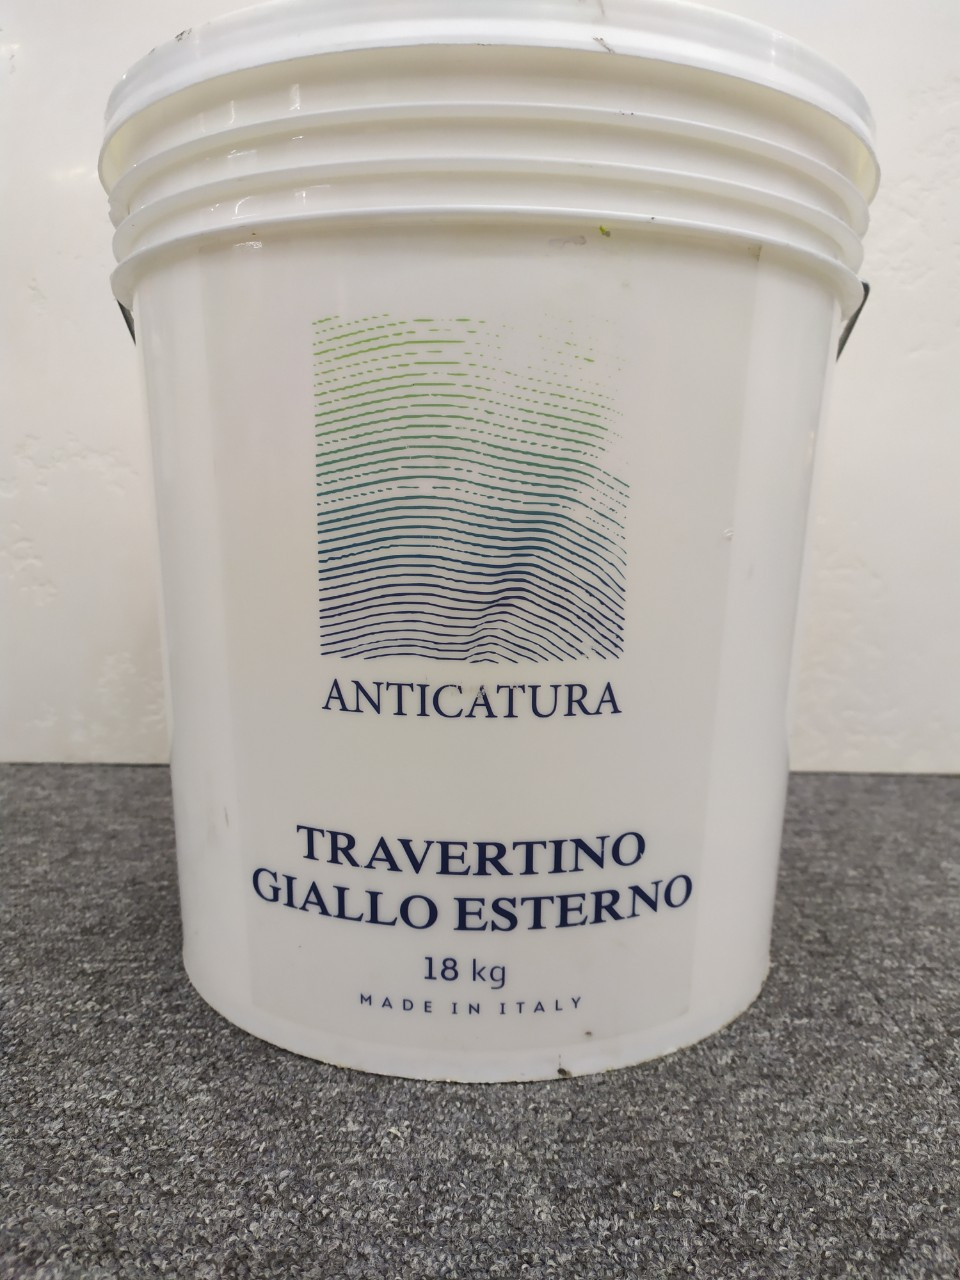 ANTICATURA
TRAVERTINO
GIALLO ESTERNO
18 kg
MADE IN ITALY